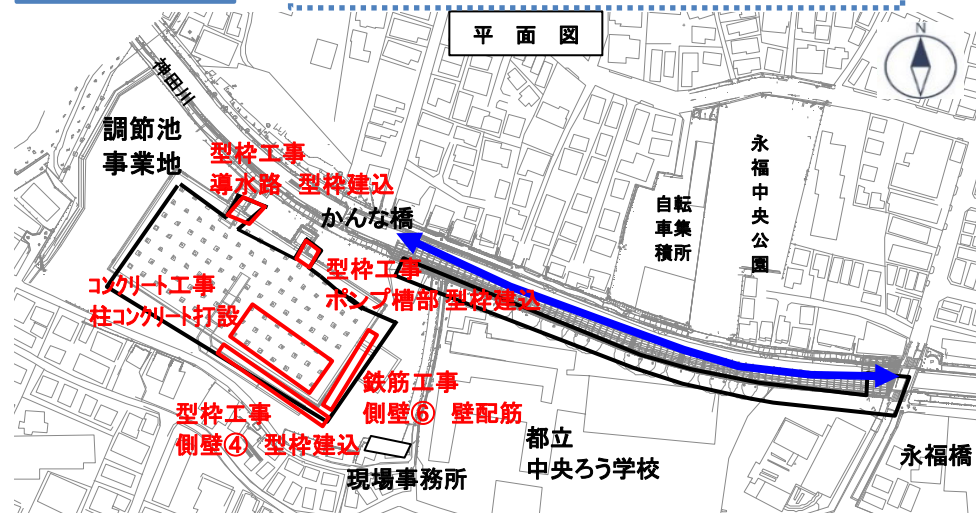 平面図
N
神田川
調節池
事業地
型枠工事
導水路 型枠建込
かんな橋
永福中央公園
自転車集積所
型枠工事
ポンプ槽部 型枠建込
コンクリート工事
柱コンクリート打設
鉄筋工事
側壁⑥ 壁配筋
型枠工事
側壁④ 型枠建込
都立
中央ろう学校
永福橋
現場事務所